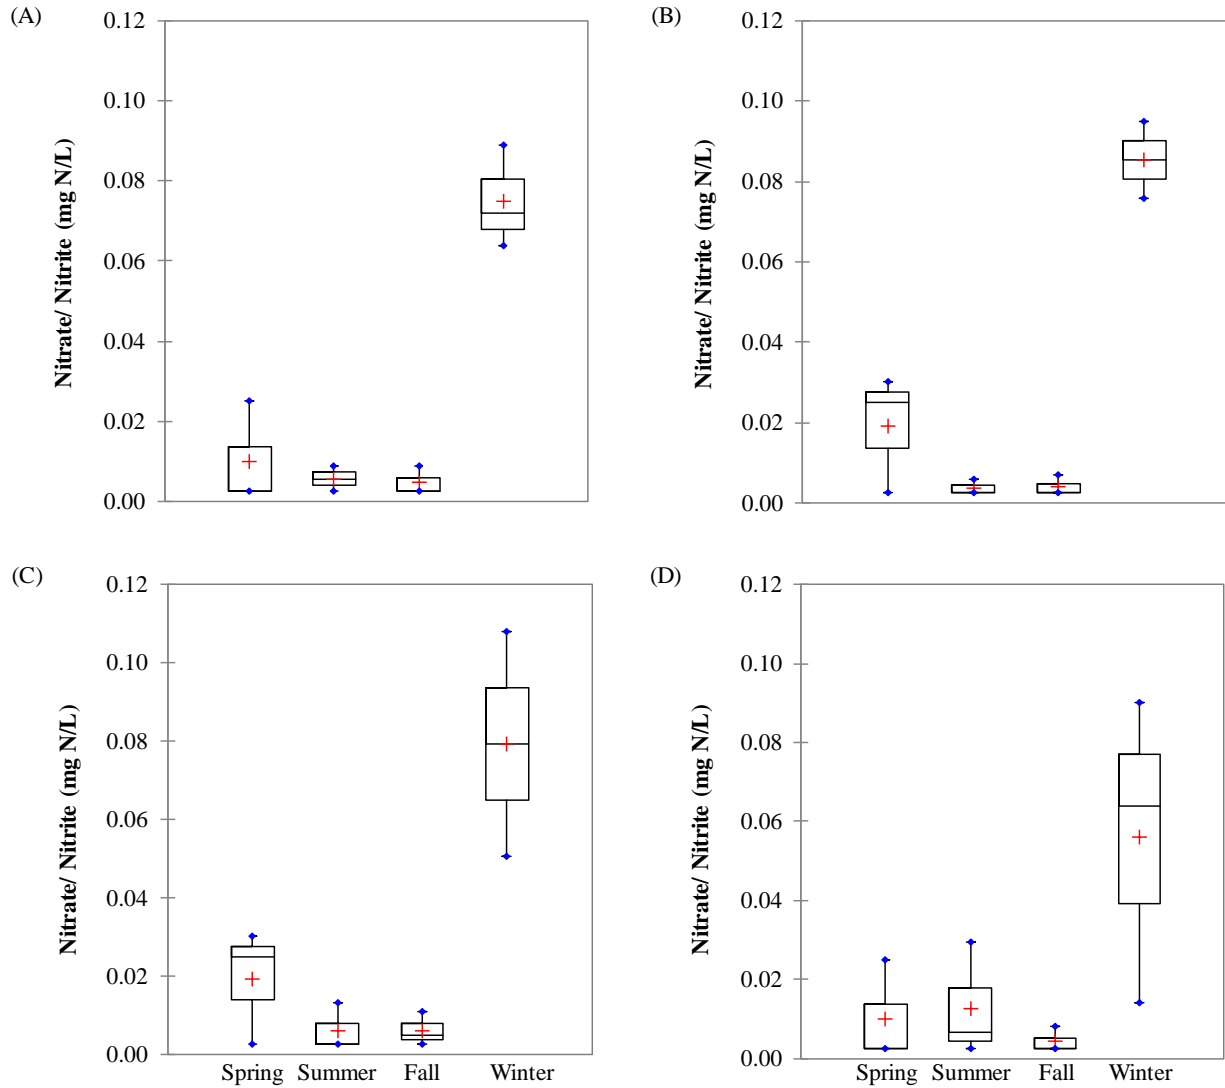 (A)
Nitrate/ Nitrite (mg N/L)
0.12
0.10
0.08
0.06
0.04
0.02
0.00
(B)
Nitrate/ Nitrite (mg N/L)
0.12
0.10
0.08
0.06
0.04
0.02
0.00
(C)
Nitrate/ Nitrite (mg N/L)
0.12
0.10
0.08
0.06
0.04
0.02
0.00
Spring Summer Fall Winter
(D)
Nitrate/ Nitrite (mg N/L)
0.12
0.10
0.08
0.06
0.04
0.02
0.00
Spring Summer Fall Winter